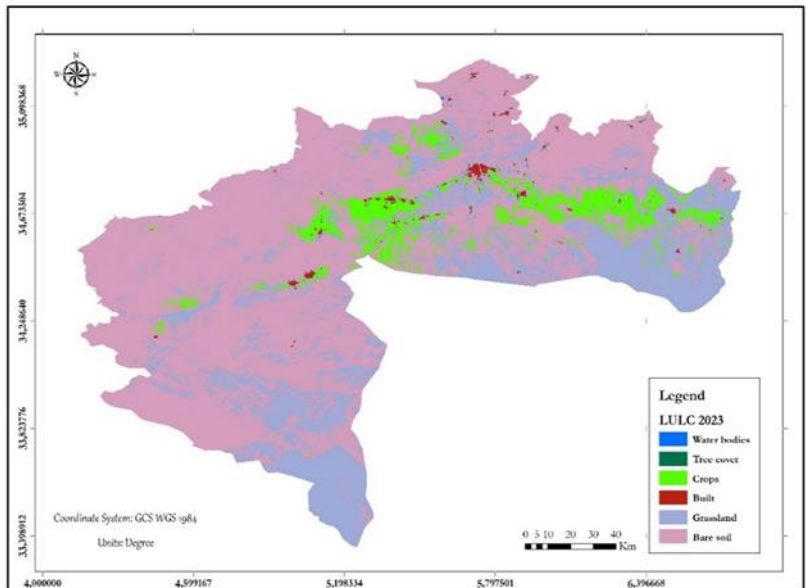 N
W
S
35,098368
34,673504
34,248640
33,823776
33,398912
Legend
LULC 2023
Water bodies
Tree cover
Crops
Built
Grassland
Bare soil
Coordinate System: GCS WGS 1984
Units: Degree
0 5 10 20 30 40
Km
4,000000 4,599167 5,198334 5,797501 6,396668